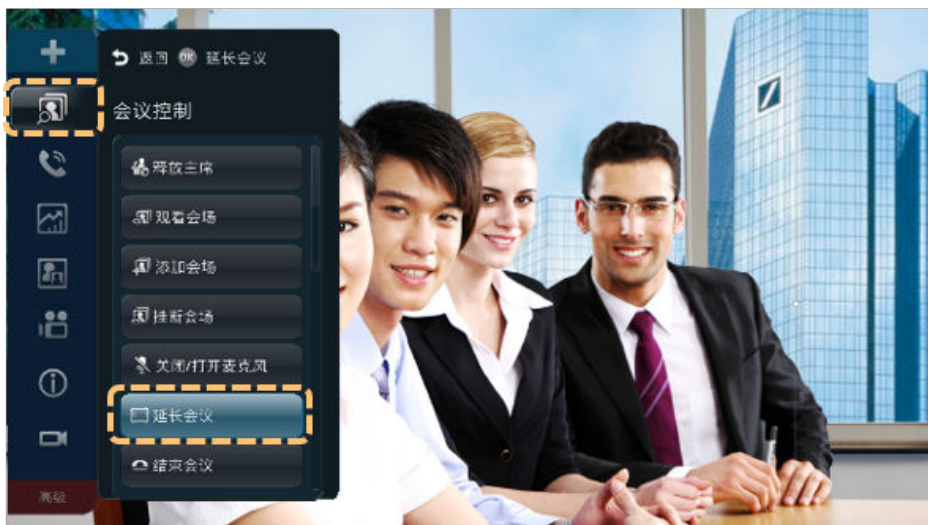 返回 OK 延长会议
会议控制
释放主席
观看会场
添加会场
挂断会场
关闭/打开麦克风
延长会议
结束会议
高级